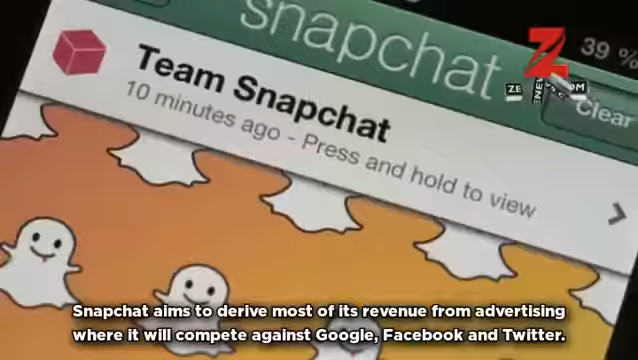 snapchat
39 %
Z
Clear
Team Snapchat
10 minutes ago - Press and hold to view
Snapchat aims to derive most of its revenue from advertising
where it will compete against Google, Facebook and Twitter.